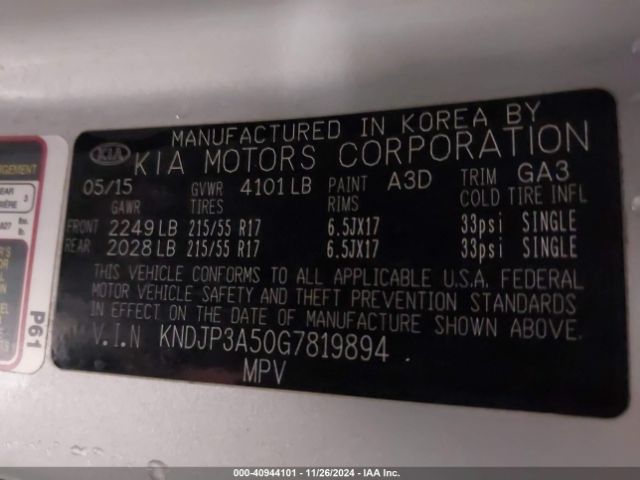 MANUFACTURED IN KOREA BY
KIA KIA MOTORS CORPORATION
05/15 GVWR 4101LB PAINT A3D TRIM GA3
GAWR TIRES RIMS COLD TIRE INFL
FRONT 2249LB 215/55 R17 6.5JX17 33psi SINGLE
REAR 2028LB 215/55 R17 6.5JX17 33psi SINGLE
THIS VEHICLE CONFORMS TO ALL APPLICABLE U.S.A. FEDERAL
MOTOR VEHICLE SAFETY AND THEFT PREVENTION STANDARDS
IN EFFECT ON THE DATE OF MANUFACTURE SHOWN ABOVE.
V.I.N KNDJP3A50G7819894
MPV
P61
000-40944101 - 11/26/2024 - IAA Inc.